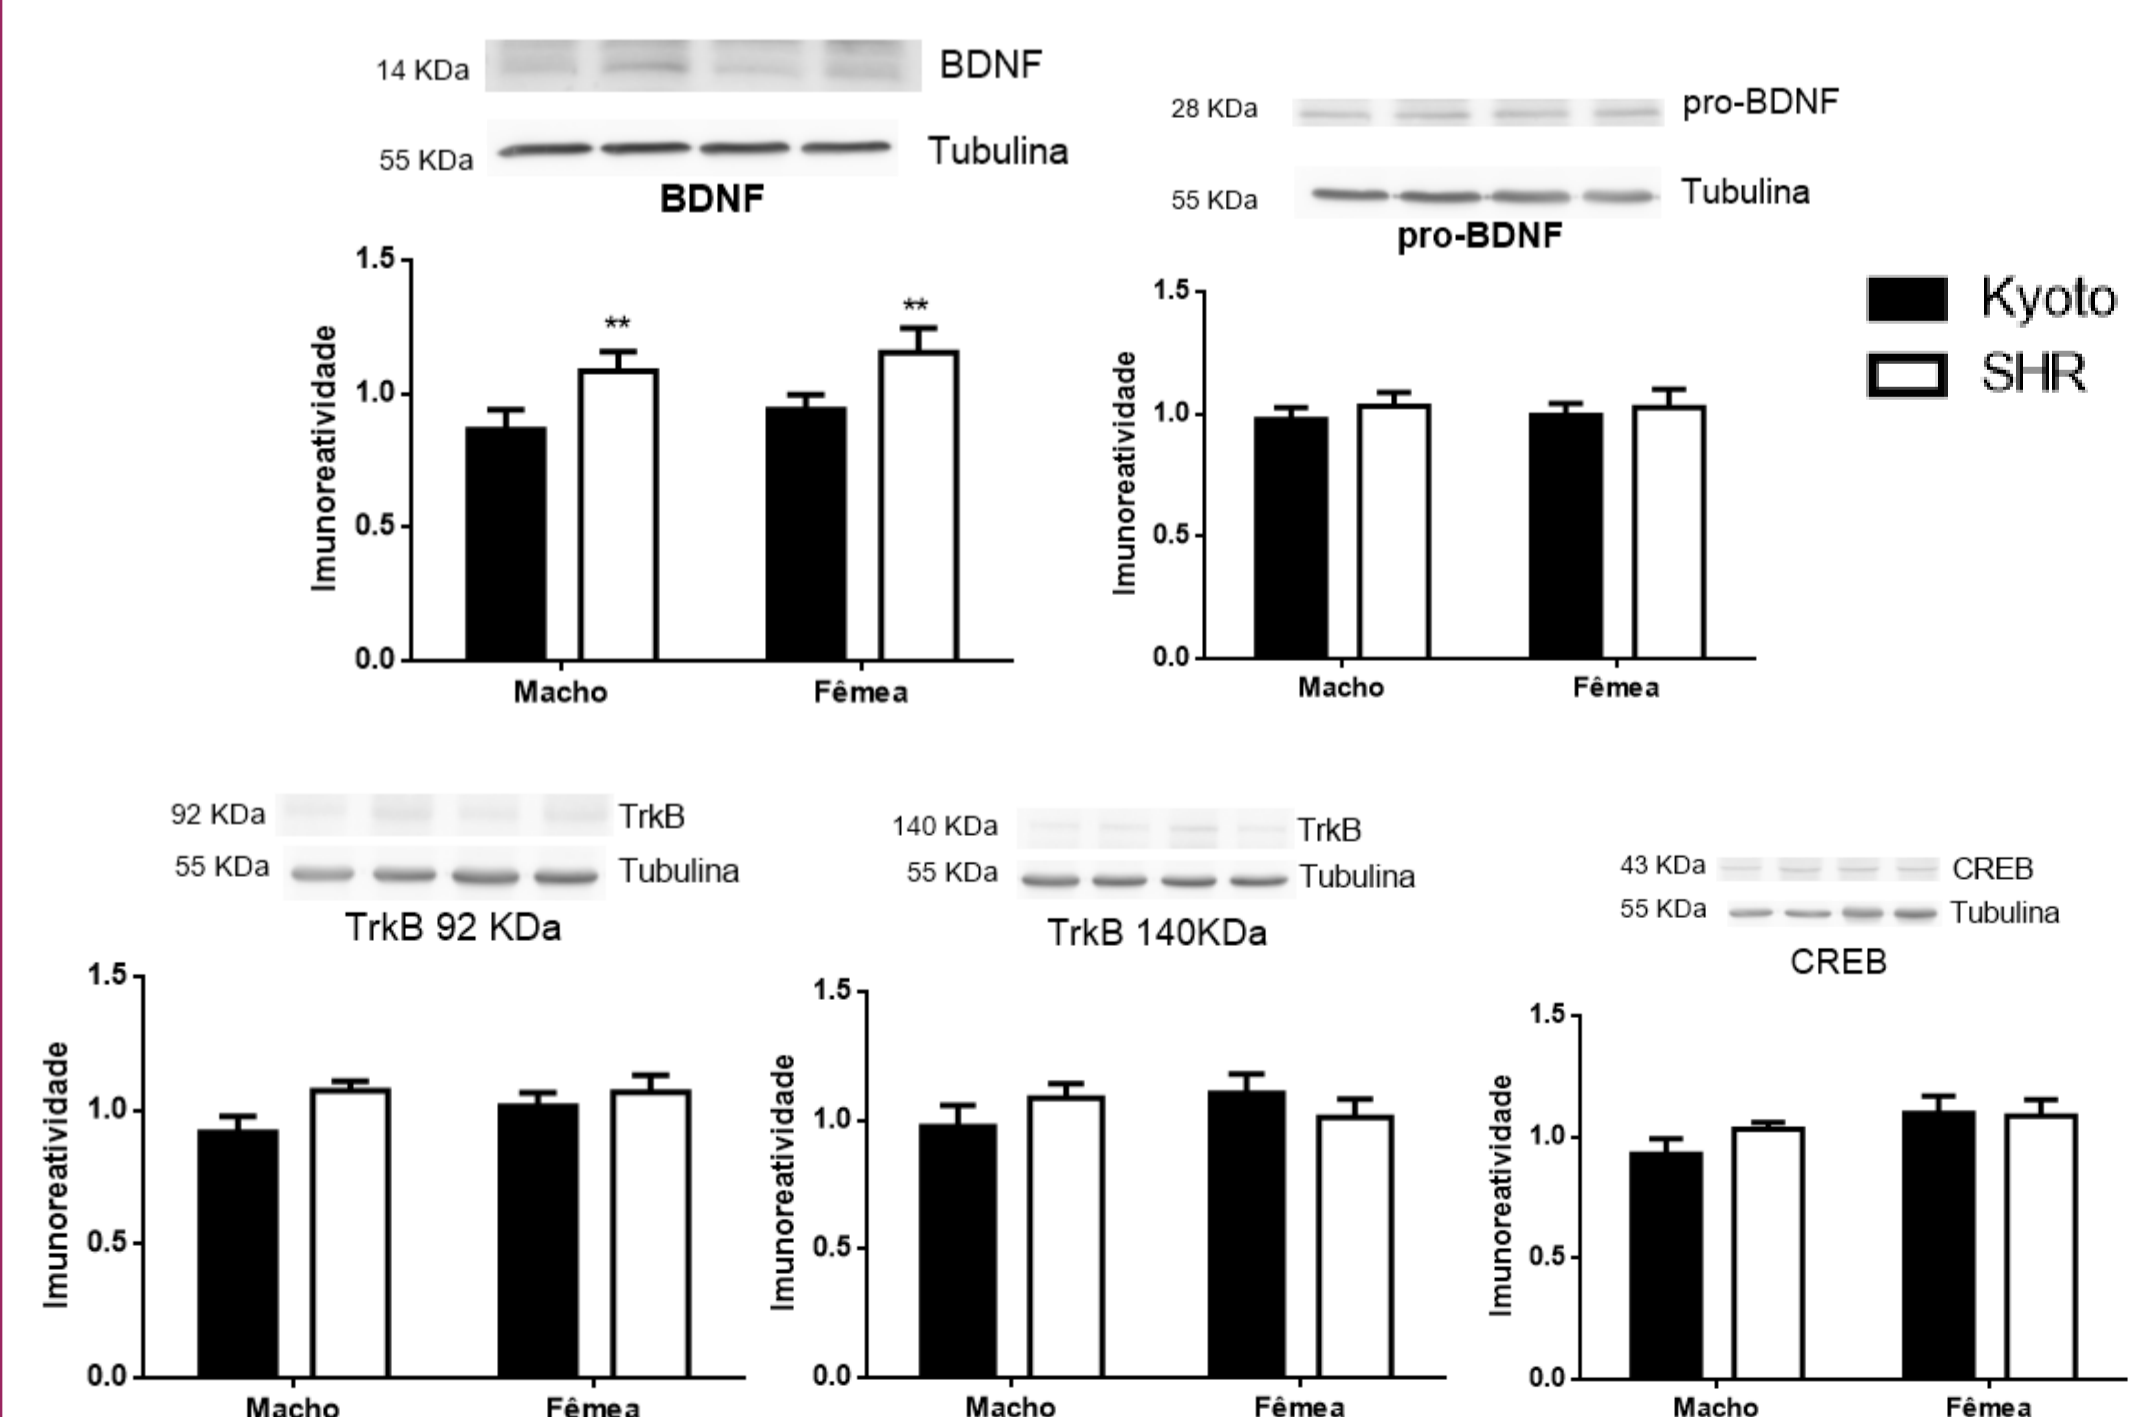 14 KDa BDNF
55 KDa Tubulina
BDNF
1.5
1.0
0.5
0.0
Imunoreatividade
**
**
Macho Fêmea
28 KDa pro-BDNF
55 KDa Tubulina
pro-BDNF
1.5
1.0
0.5
0.0
Imunoreatividade
Macho Fêmea
Kyoto
SHR
92 KDa TrkB
55 KDa Tubulina
TrkB 92 KDa
1.5
1.0
0.5
0.0
Imunoreatividade
Macho Fêmea
140 KDa TrkB
55 KDa Tubulina
TrkB 140KDa
1.5
1.0
0.5
0.0
Imunoreatividade
Macho Fêmea
43 KDa CREB
55 KDa Tubulina
CREB
1.5
1.0
0.5
0.0
Imunoreatividade
Macho Fêmea